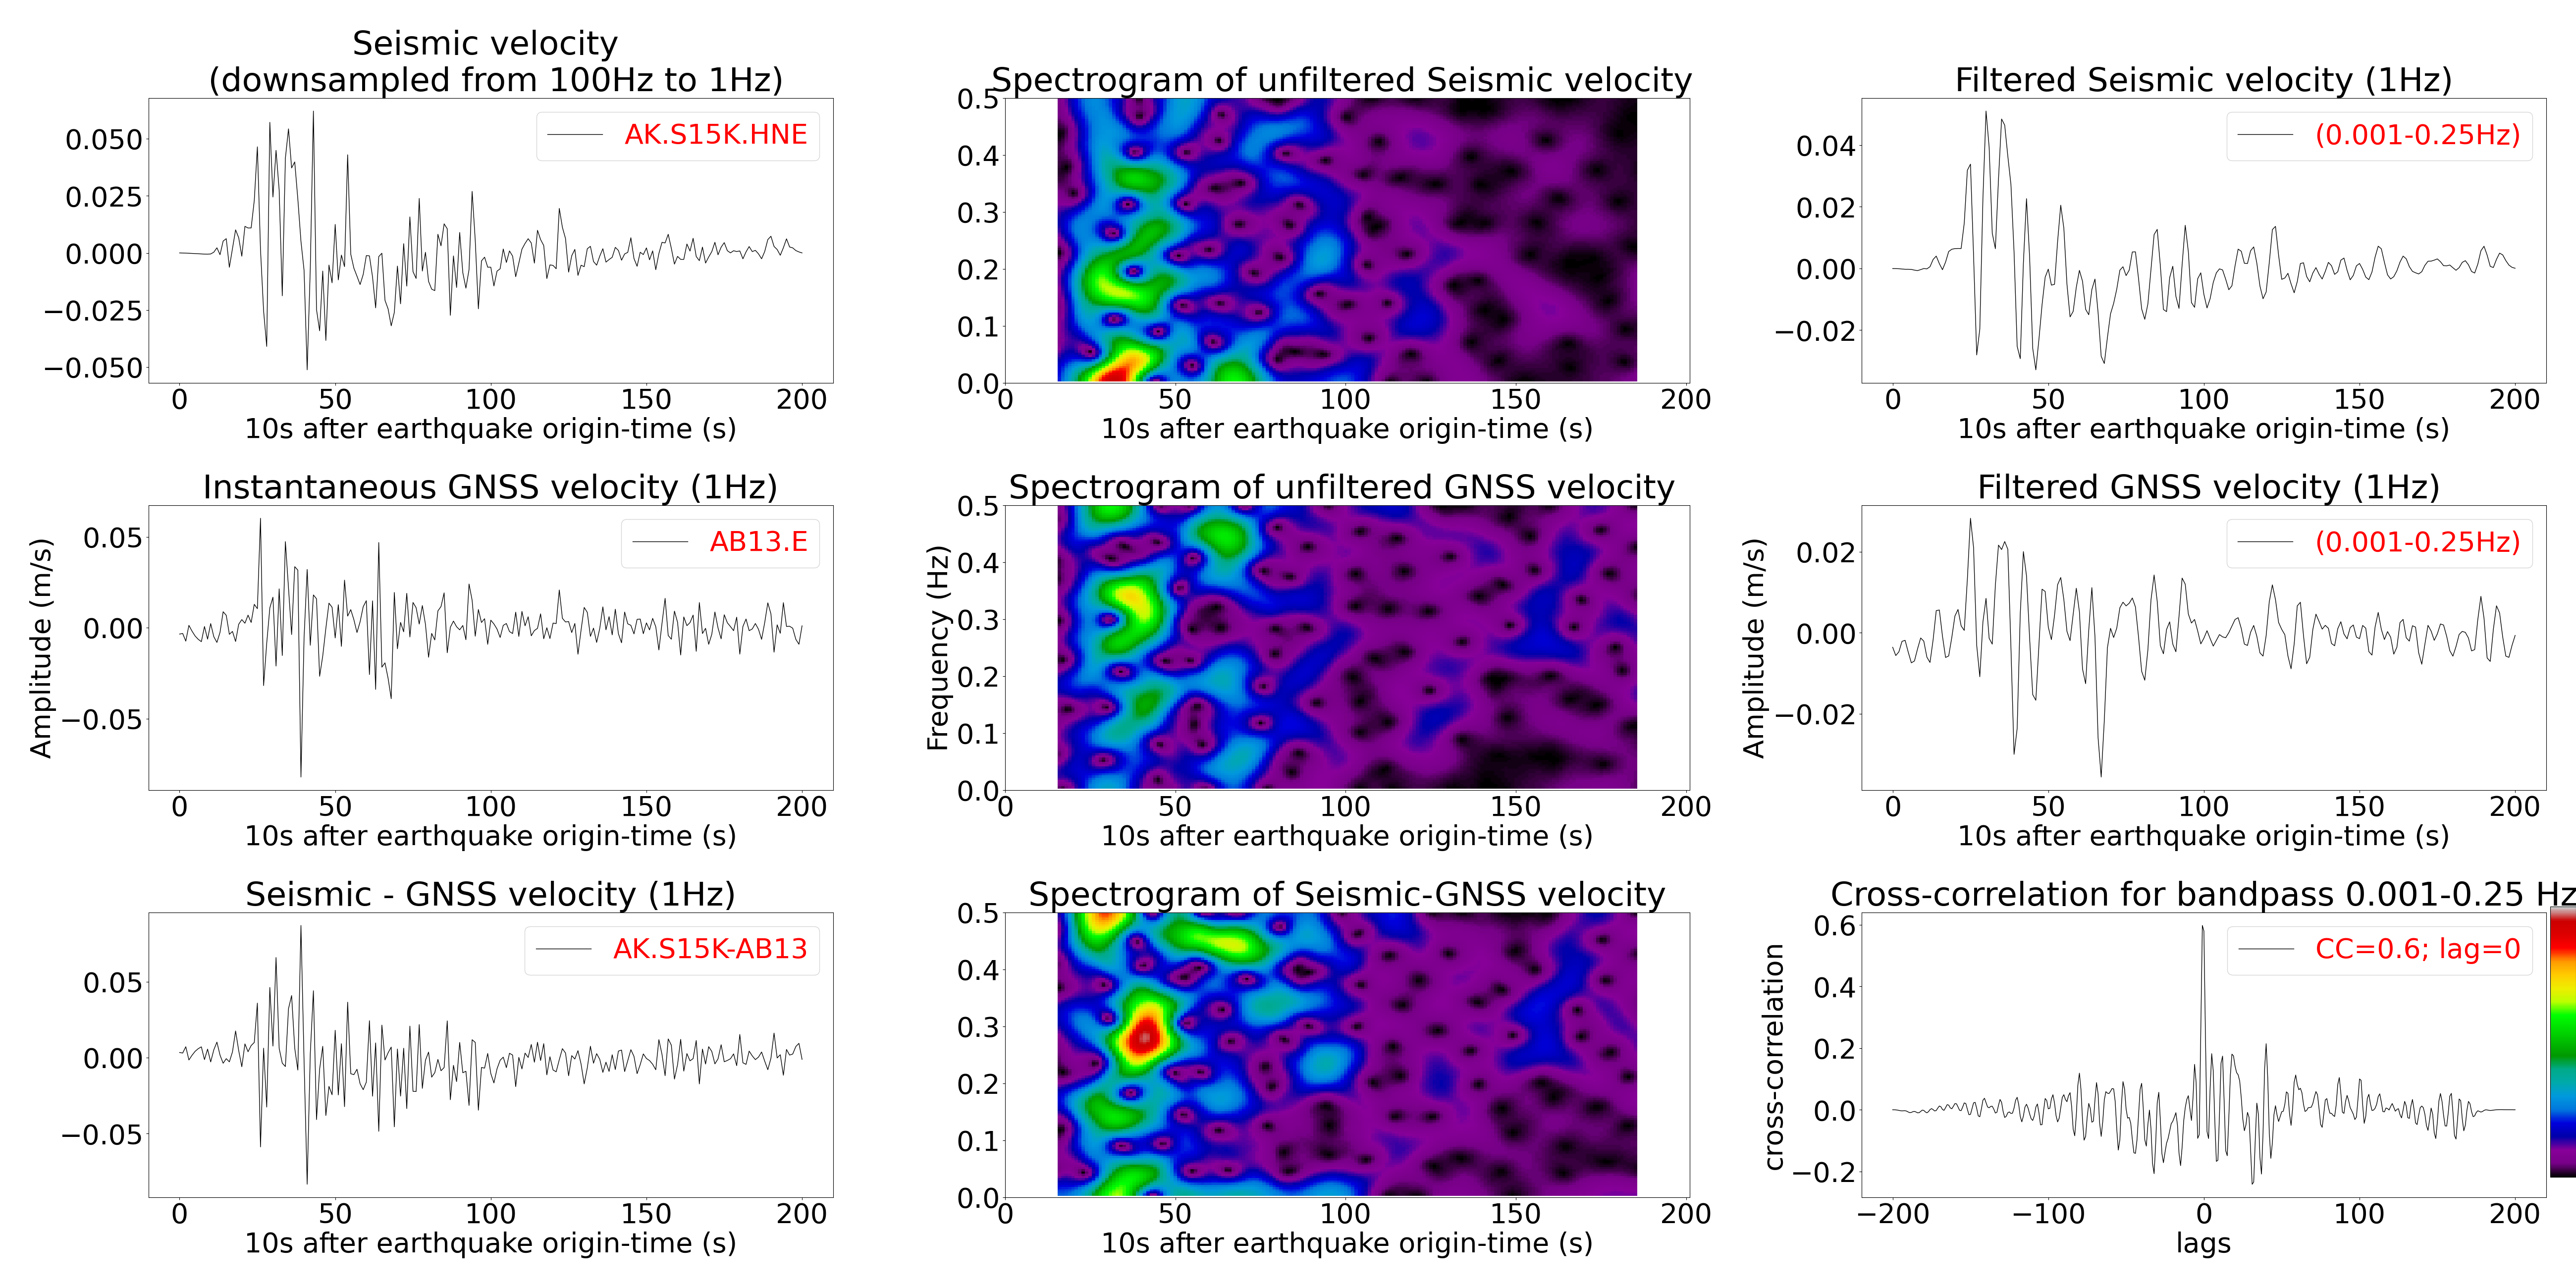 Seismic velocity
(downsampled from 100Hz to 1Hz)
0.050
0.025
0.000
−0.025
−0.050
AK.S15K.HNE
0 50 100 150 200
10s after earthquake origin-time (s)
Spectrogram of unfiltered Seismic velocity
0.5
0.4
0.3
0.2
0.1
0.0
0 50 100 150 200
10s after earthquake origin-time (s)
Filtered Seismic velocity (1Hz)
0.04
0.02
0.00
−0.02
(0.001-0.25Hz)
0 50 100 150 200
10s after earthquake origin-time (s)
Instantaneous GNSS velocity (1Hz)
Amplitude (m/s)
0.05
0.00
−0.05
AB13.E
0 50 100 150 200
10s after earthquake origin-time (s)
Spectrogram of unfiltered GNSS velocity
Frequency (Hz)
0.5
0.4
0.3
0.2
0.1
0.0
0 50 100 150 200
10s after earthquake origin-time (s)
Filtered GNSS velocity (1Hz)
Amplitude (m/s)
0.02
0.00
−0.02
(0.001-0.25Hz)
0 50 100 150 200
10s after earthquake origin-time (s)
Seismic - GNSS velocity (1Hz)
0.05
0.00
−0.05
AK.S15K-AB13
0 50 100 150 200
10s after earthquake origin-time (s)
Spectrogram of Seismic-GNSS velocity
0.5
0.4
0.3
0.2
0.1
0.0
0 50 100 150 200
10s after earthquake origin-time (s)
Cross-correlation for bandpass 0.001-0.25 Hz
cross-correlation
0.6
0.4
0.2
0.0
−0.2
CC=0.6; lag=0
−200 −100 0 100 200
lags